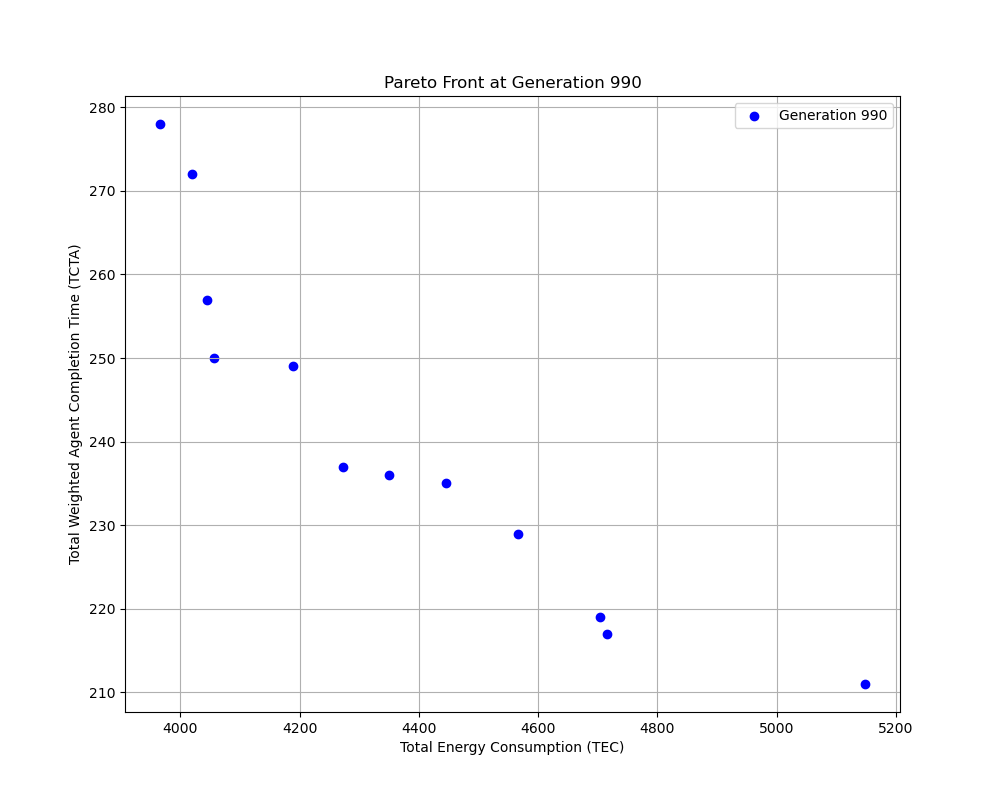 Pareto Front at Generation 990
Generation 990
280
270
260
250
240
230
220
210
Total Weighted Agent Completion Time (TCTA)
4000 4200 4400 4600 4800 5000 5200
Total Energy Consumption (TEC)